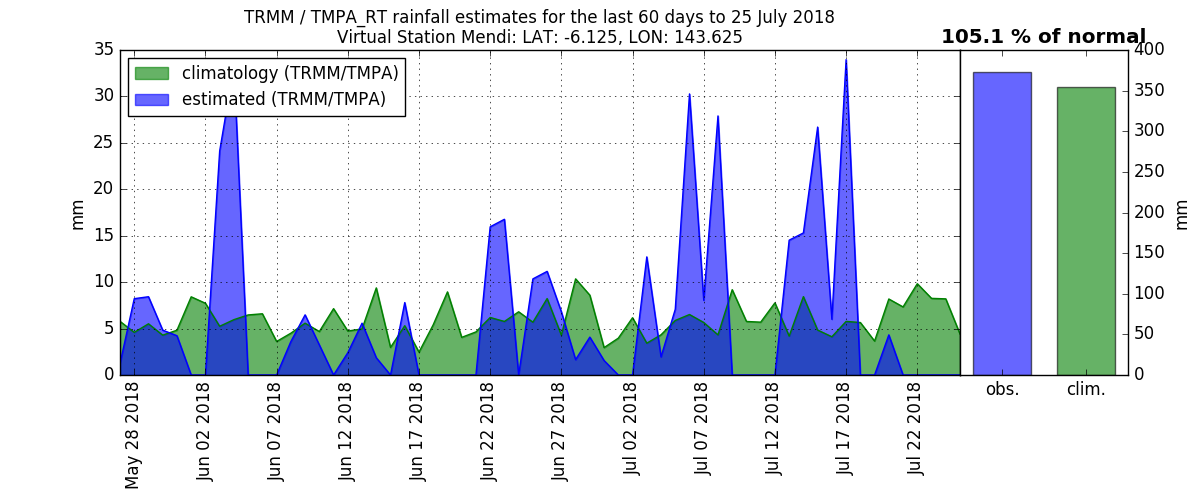 TRMM / TMPA_RT rainfall estimates for the last 60 days to 25 July 2018
Virtual Station Mendi: LAT: -6.125, LON: 143.625
105.1 % of normal
climatology (TRMM/TMPA)
estimated (TRMM/TMPA)
35
30
25
20
15
10
5
0
mm
May 28 2018
Jun 02 2018
Jun 07 2018
Jun 12 2018
Jun 17 2018
Jun 22 2018
Jun 27 2018
Jul 02 2018
Jul 07 2018
Jul 12 2018
Jul 17 2018
Jul 22 2018
obs.
clim.
400
350
300
250
200
150
100
50
0
mm